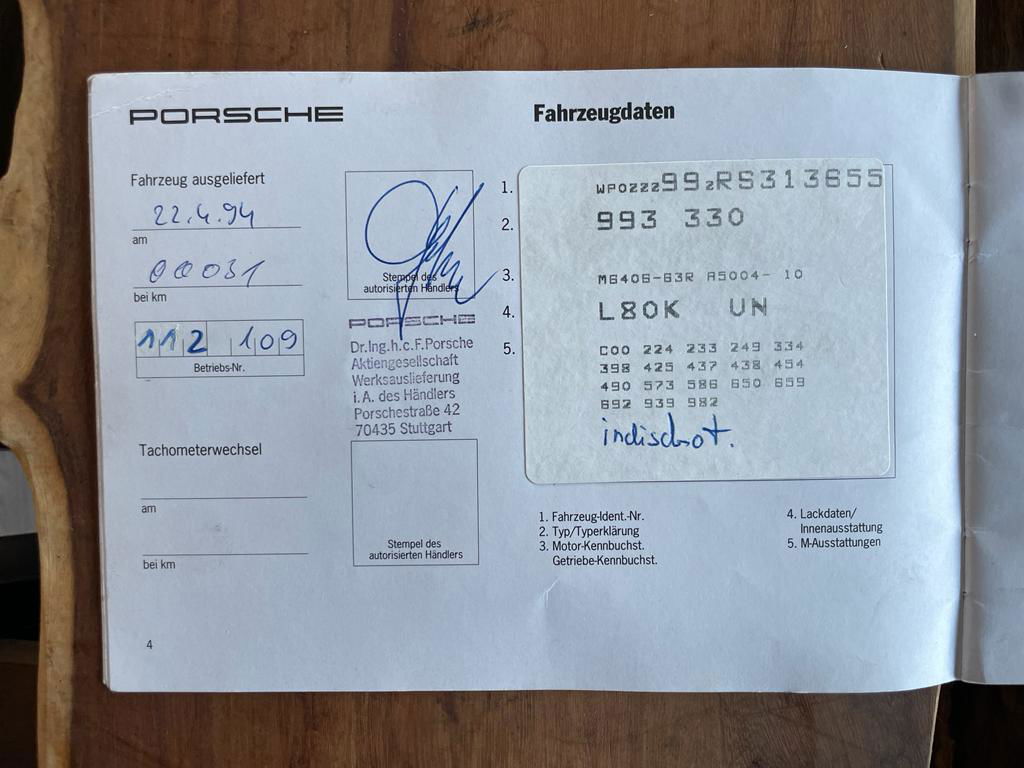 PORSCHE
Fahrzeugdaten
Fahrzeug ausgeliefert
22.4.94
am
00031
bei km
112 109
Betriebs-Nr.
Stempel des
autorisierten Händlers
PORSCHE
Dr.Ing.h.c.F.Porsche
Aktiengesellschaft
Werksauslieferung
i.A. des Händlers
Porschestraße 42
70435 Stuttgart
Tachometerwechsel
am
bei km
Stempel des
autorisierten Händlers
1. WPOZZZ99ZRS313655
2. 993 330
3. M6406-63R A5004- 10
4. L80K UN
5. C00 224 233 249 334
398 425 437 438 454
490 573 586 650 659
692 939 982
indischrot.
1. Fahrzeug-Ident.-Nr.
2. Typ/Typerklärung
3. Motor-Kennbuchst.
Getriebe-Kennbuchst.
4. Lackdaten/
Innenausstattung
5. M-Ausstattungen
4